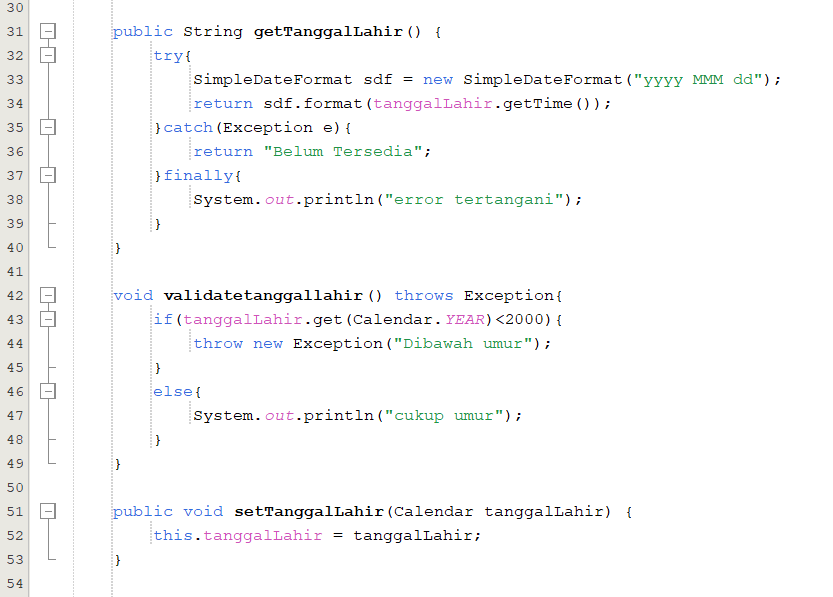 30
31 public String getTanggalLahir() {
32 try{
33 SimpleDateFormat sdf = new SimpleDateFormat("yyyy MMM dd");
34 return sdf.format(tanggalLahir.getTime());
35 }catch(Exception e){
36 return "Belum Tersedia";
37 }finally{
38 System.out.println("error tertangani");
39 }
40 }
41
42 void validatetanggallahir() throws Exception{
43 if(tanggalLahir.get(Calendar.YEAR)<2000){
44 throw new Exception("Dibawah umur");
45 }
46 else{
47 System.out.println("cukup umur");
48 }
49 }
50
51 public void setTanggalLahir(Calendar tanggalLahir) {
52 this.tanggalLahir = tanggalLahir;
53 }
54